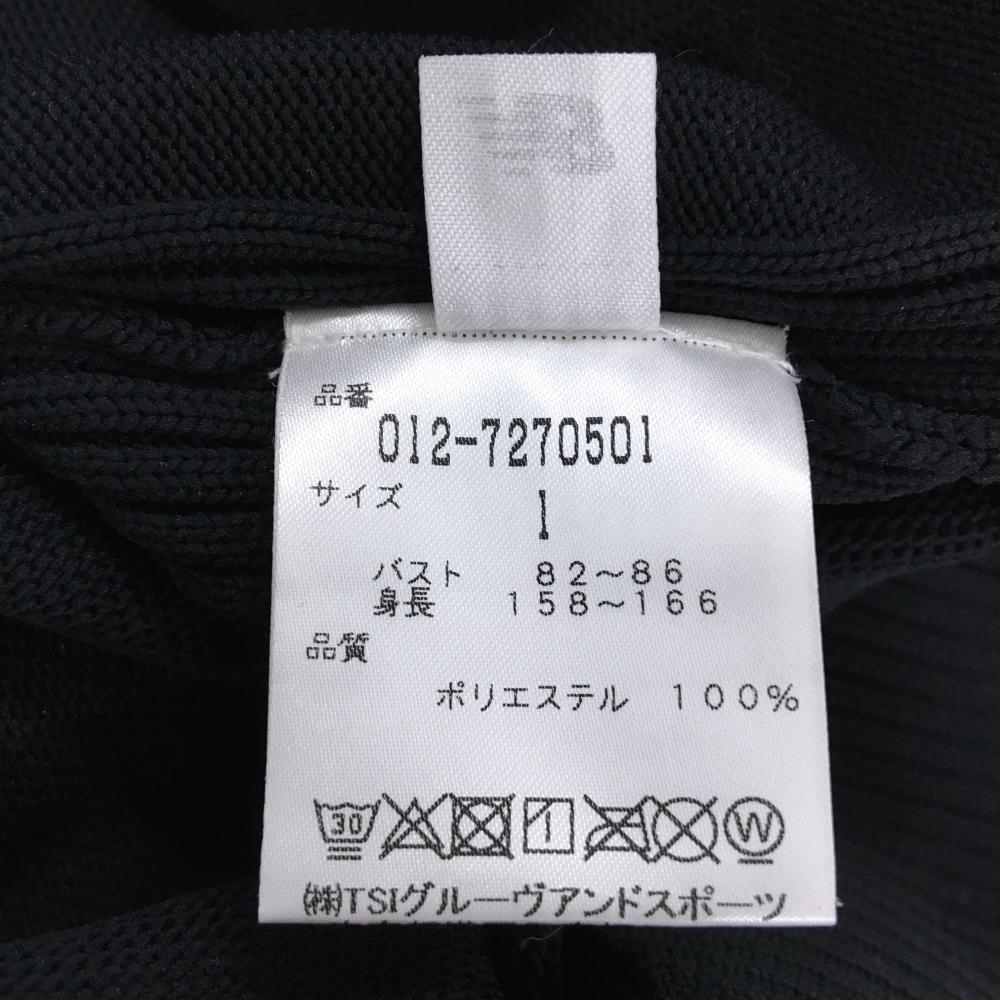 品番
012-7270501
サイズ
1
バスト 82～86
身長 158～166
品質
ポリエステル 100%
30
W
㈱TSIグルーヴアンドスポーツ